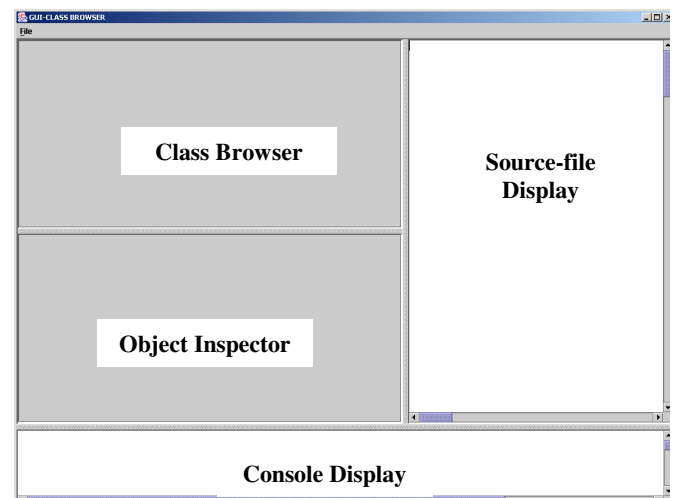 GUI-CLASS BROWSER
File
Class Browser
Source-file
Display
Object Inspector
Console Display